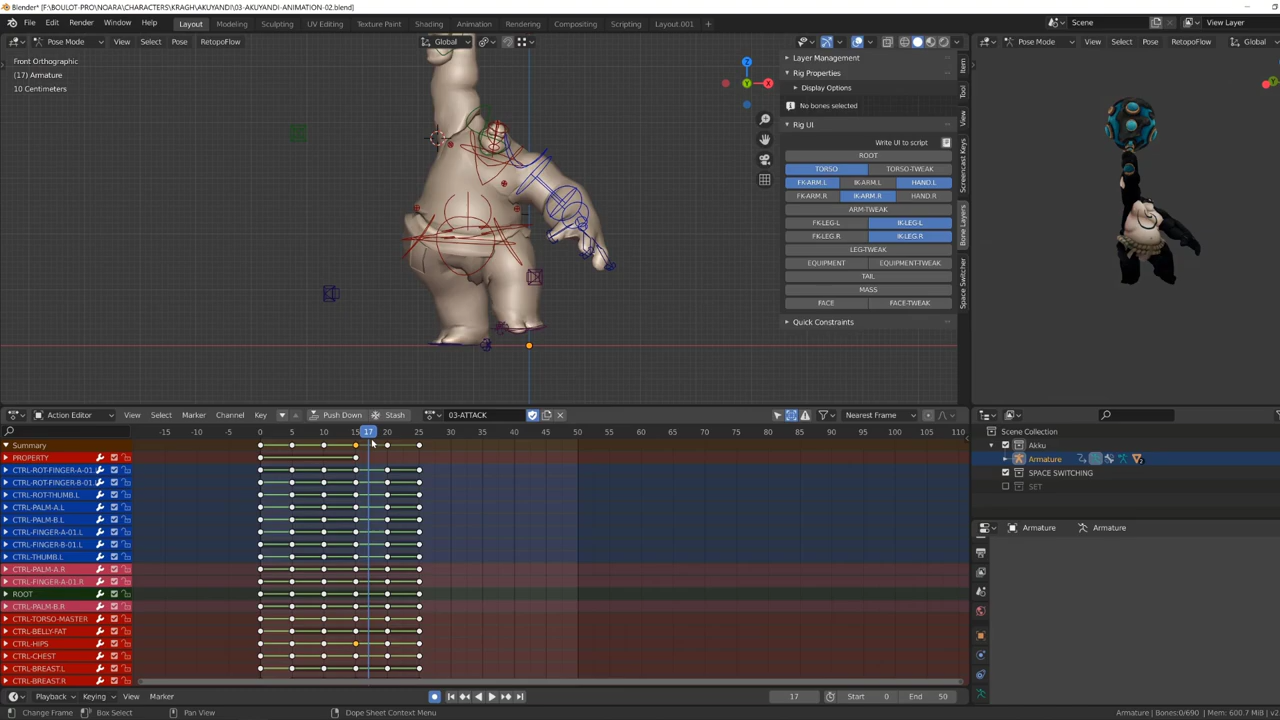 [F:\BOULOT-PRO\NOARA\CHARACTERS\KRAGH\AKUYANDI\03-AKUYANDI-ANIMATION-02.blend]
File Edit Render Window Help Layout Modeling Sculpting UV Editing Texture Paint Shading Animation Rendering Compositing Scripting Layout.001 + Scene View Layer
Pose Mode View Select Pose RetopoFlow Global Pose Mode View Select Pose RetopoFlow Global
Front Orthographic
(17) Armature
10 Centimeters
Layer Management
Rig Properties
Display Options
No bones selected
Rig UI
Write UI to script
ROOT
TORSO TORSO-TWEAK
FK-ARM.L IK-ARM.L HAND.L
FK-ARM.R IK-ARM.R HAND.R
ARM-TWEAK
FK-LEG-L IK-LEG-L
FK-LEG.R IK-LEG.R
LEG-TWEAK
EQUIPMENT EQUIPMENT-TWEAK
TAIL
MASS
FACE FACE-TWEAK
Quick Constraints
Item
Tool
View
Screencast Keys
Bone Layers
Space Switcher
Z
Y
X
Action Editor View Select Marker Channel Key Push Down Stash 03-ATTACK Nearest Frame
-15 -10 -5 0 5 10 15 17 20 25 30 35 40 45 50 55 60 65 70 75 80 85 90 95 100 105 110
Summary
PROPERTY
CTRL-ROT-FINGER-A-01.
CTRL-ROT-FINGER-B-01.
CTRL-ROT-THUMB.L
CTRL-PALM-A.L
CTRL-PALM-B.L
CTRL-FINGER-A-01.L
CTRL-FINGER-B-01.L
CTRL-THUMB.L
CTRL-PALM-A.R
CTRL-FINGER-A-01.R
ROOT
CTRL-PALM-B.R
CTRL-TORSO-MASTER
CTRL-BELLY-FAT
CTRL-HIPS
CTRL-CHEST
CTRL-BREAST.L
CTRL-BREAST.R
Scene Collection
Akku
Armature
SPACE SWITCHING
SET
Armature Armature
Playback Keying View Marker 17 Start 0 End 50
Change Frame Box Select Pan View Dope Sheet Context Menu Armature | Bones:0/690 | Mem: 600.7 MiB | v2